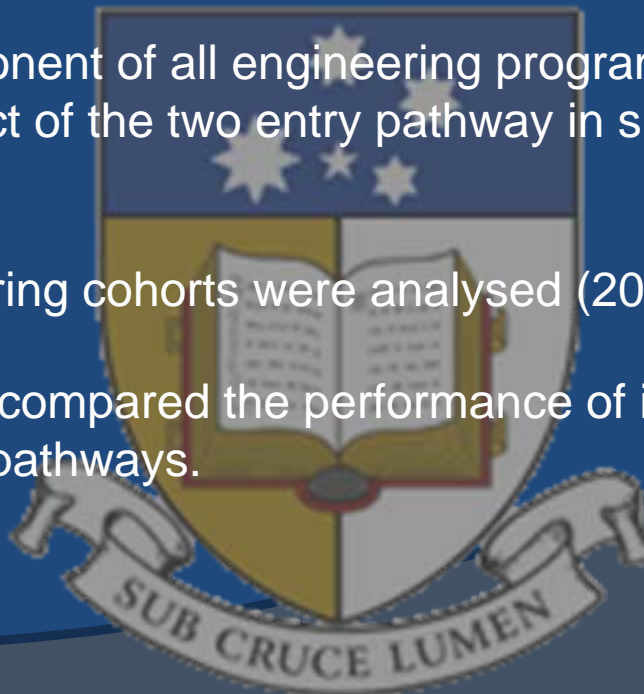 onent of all engineering program
ct of the two entry pathway in s
ring cohorts were analysed (20
compared the performance of i
pathways.
SUB CRUCE LUMEN